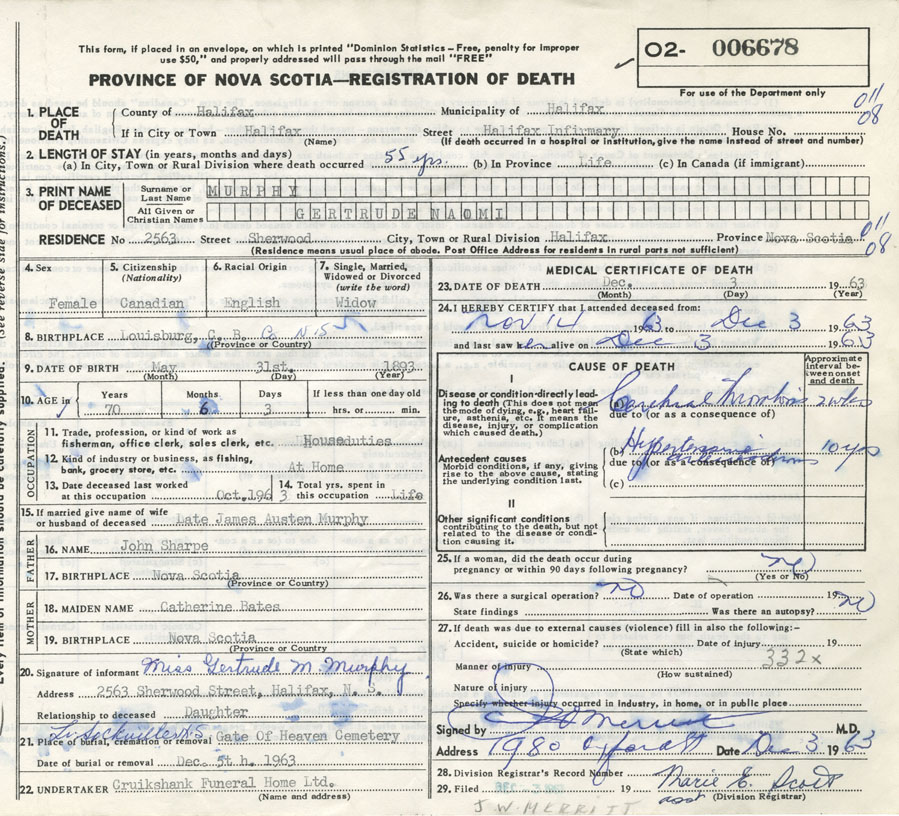 This form, if placed in an envelope, on which is printed "Dominion Statistics – Free, penalty for improper
use $50," and properly addressed will pass through the mail "FREE"
PROVINCE OF NOVA SCOTIA—REGISTRATION OF DEATH
O2- 006678
For use of the Department only
011
08
1. PLACE OF DEATH
County of Halifax Municipality of Halifax
If in City or Town Halifax Street Halifax Infirmary House No.
(Name) (If death occurred in a hospital or institution, give the name instead of street and number)
2. LENGTH OF STAY (in years, months and days)
(a) In City, Town or Rural Division where death occurred 55 yrs. (b) In Province Life (c) In Canada (if immigrant)
3. PRINT NAME OF DECEASED
Surname or Last Name MURPHY
All Given or Christian Names GERTRUDE NAOMI
RESIDENCE No 2563 Street Sherwood City, Town or Rural Division Halifax Province Nova Scotia
011
08
(Residence means usual place of abode. Post Office Address for residents in rural parts not sufficient)
4. Sex Female
5. Citizenship (Nationality) Canadian
6. Racial Origin English
7. Single, Married, Widowed or Divorced (write the word) Widow
8. BIRTHPLACE Louisburg, C. B. Co. N.S
(Province or Country)
9. DATE OF BIRTH May 31st. 1893
(Month) (Day) (Year)
10. AGE in Years 70 Months 6 Days 3 If less than one day old hrs. or min.
OCCUPATION
11. Trade, profession, or kind of work as
fisherman, office clerk, sales clerk, etc. Houseduties
12. Kind of industry or business, as fishing,
bank, grocery store, etc. At Home
13. Date deceased last worked at this occupation Oct. 1963
14. Total yrs. spent in this occupation Life
15. If married give name of wife
or husband of deceased Late James Austen Murphy
FATHER
16. NAME John Sharpe
17. BIRTHPLACE Nova Scotia
(Province or Country)
MOTHER
18. MAIDEN NAME Catherine Bates
19. BIRTHPLACE Nova Scotia
(Province or Country)
20. Signature of informant Miss Gertrude M. Murphy
Address 2563 Sherwood Street, Halifax, N. S.
Relationship to deceased Daughter
Sackville N.S
21. Place of burial, cremation or removal Gate Of Heaven Cemetery
Date of burial or removal Dec. 5th. 1963
22. UNDERTAKER Cruikshank Funeral Home Ltd.
(Name and address)
MEDICAL CERTIFICATE OF DEATH
23. DATE OF DEATH Dec. 3 1963
(Month) (Day) (Year)
24. I HEREBY CERTIFY that I attended deceased from:
Nov 14 1963 to Dec 3 1963
and last saw her alive on Dec 3 1963
CAUSE OF DEATH
Approximate interval between onset and death
I
Disease or condition directly leading to death (This does not mean the mode of dying, e.g., heart failure, asthenia, etc. It means the disease, injury, or complication which caused death.)
(a) Cerebral Thrombosis 2 wks
due to (or as a consequence of)
Antecedent causes
Morbid conditions, if any, giving rise to the above cause, stating the underlying condition last.
(b) Hypertension 10 yrs
due to (or as a consequence of)
(c)
II
Other significant conditions
contributing to the death, but not related to the disease or condition causing it.
25. If a woman, did the death occur during
pregnancy or within 90 days following pregnancy? no
(Yes or No)
26. Was there a surgical operation? no Date of operation 19
State findings Was there an autopsy? no
27. If death was due to external causes (violence) fill in also the following:–
Accident, suicide or homicide? Date of injury 19
(State which)
332x
Manner of injury
(How sustained)
Nature of injury
Specify whether injury occurred in Industry, in home, or in public place
Signed by J W Merritt M.D.
Address 1980 Oxford St Date Dec 3 1963
28. Division Registrar's Record Number
29. Filed DEC 3 19 Marie E. Scott
asst (Division Registrar)
J W MERRITT
(See reverse side for instructions.)